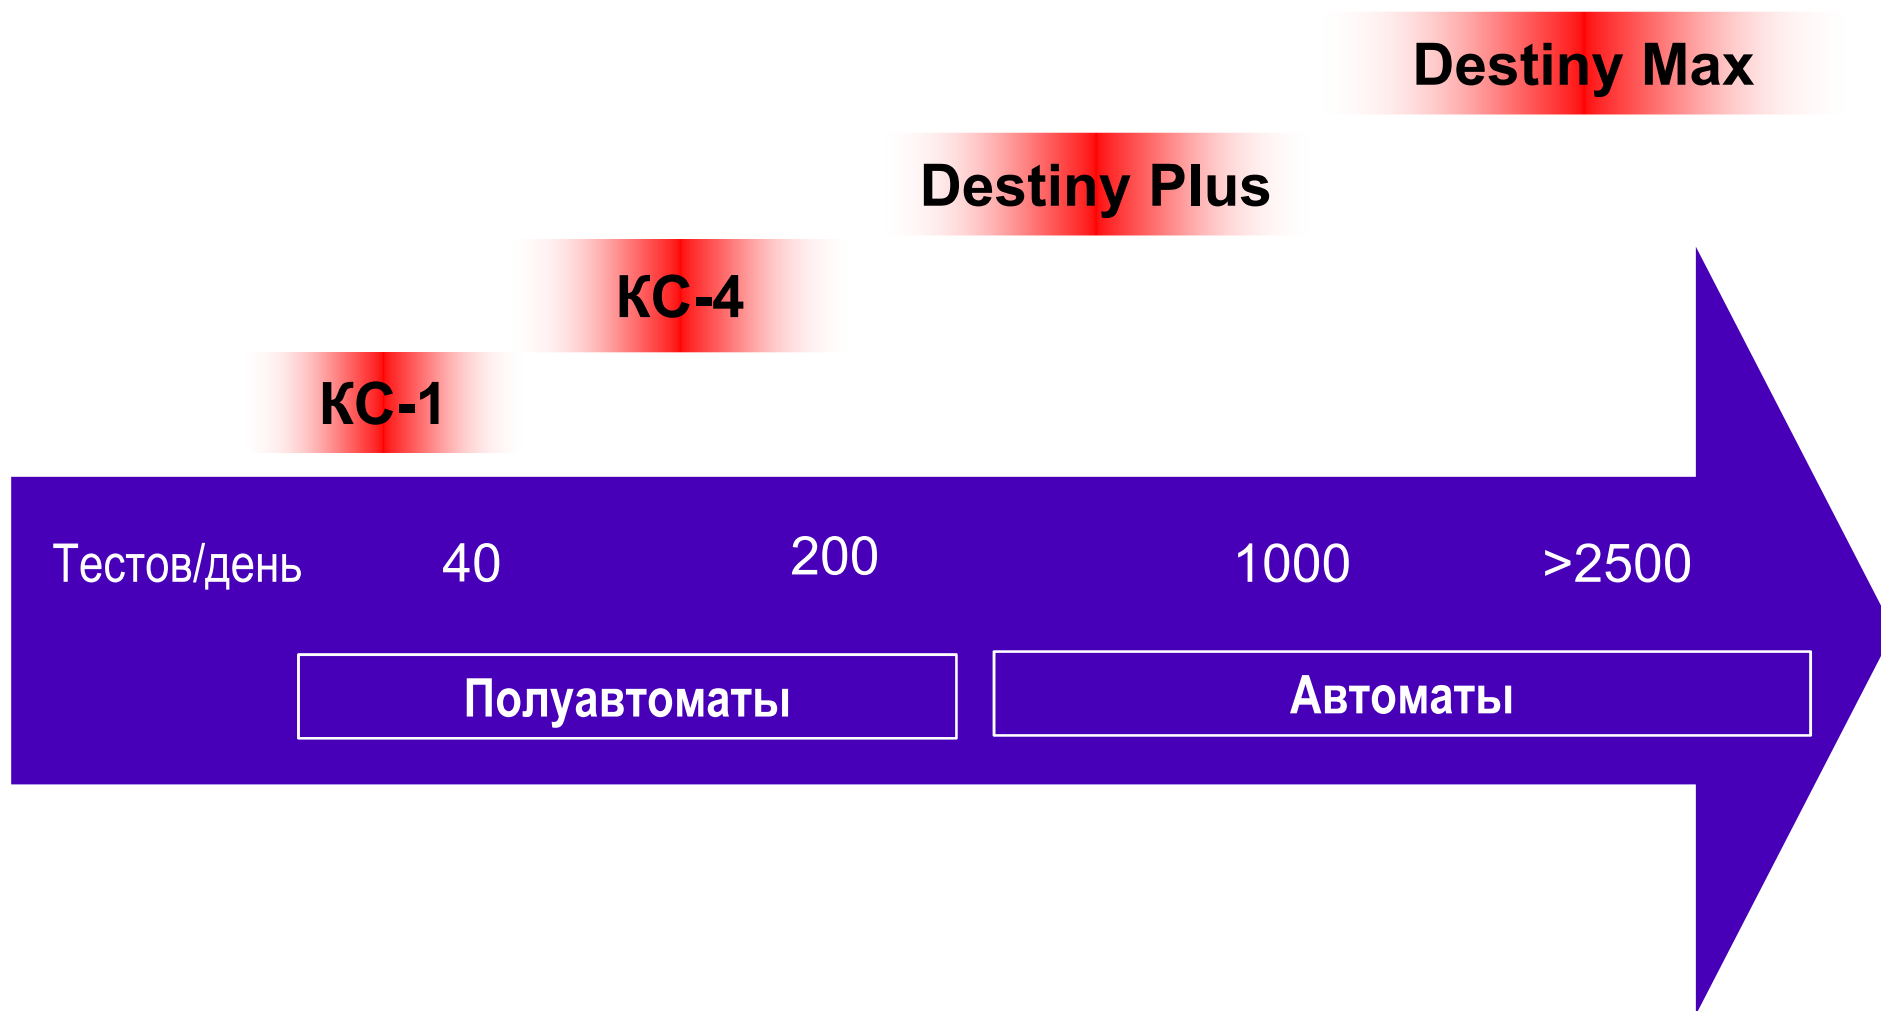 Destiny Max
Destiny Plus
КС-4
КС-1
Тестов/день 40 200 1000 >2500
Полуавтоматы Автоматы